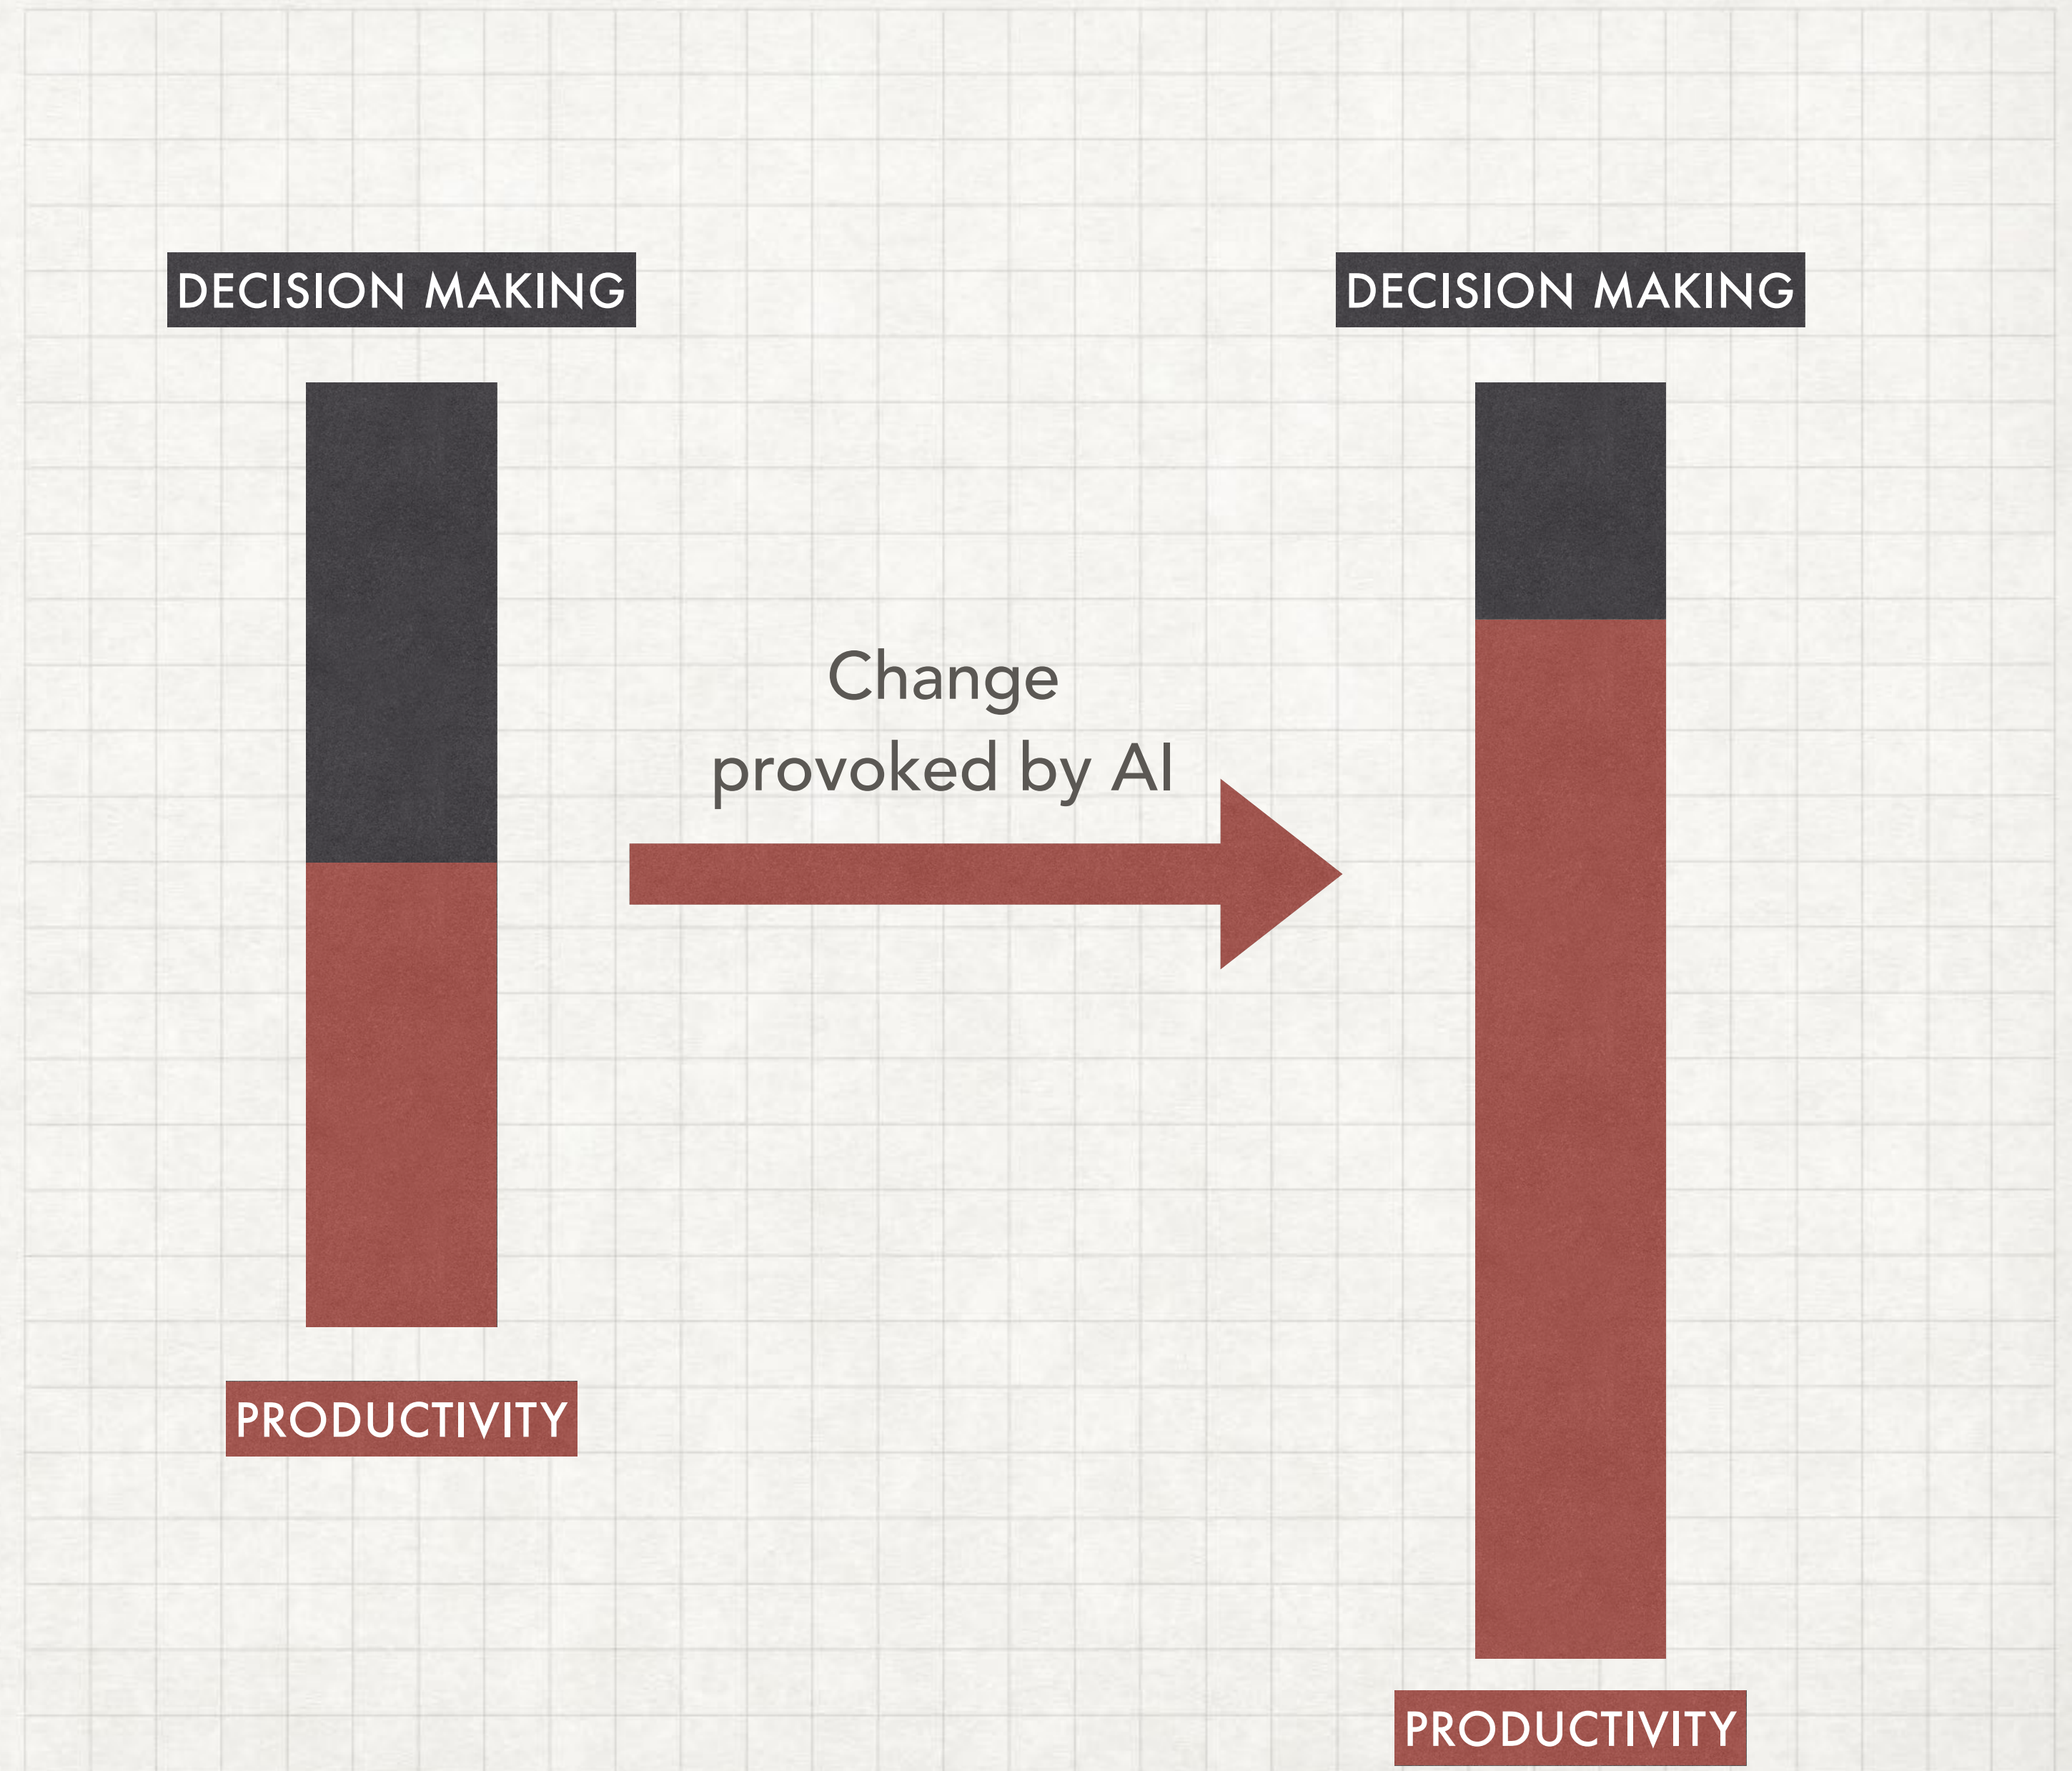 DECISION MAKING
DECISION MAKING
Change
provoked by AI
PRODUCTIVITY
PRODUCTIVITY